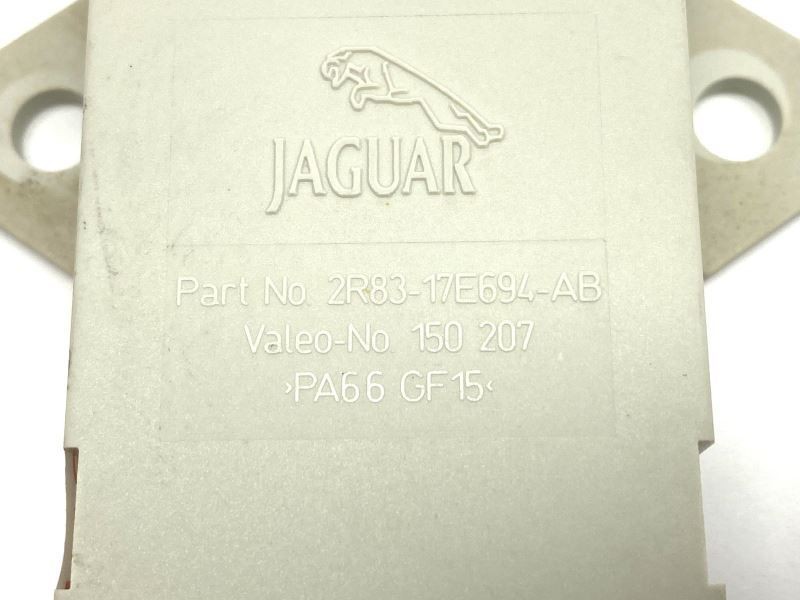 JAGUAR
Part No. 2R83-17E694-AB
Valeo-No. 150 207
>PA66 GF15<